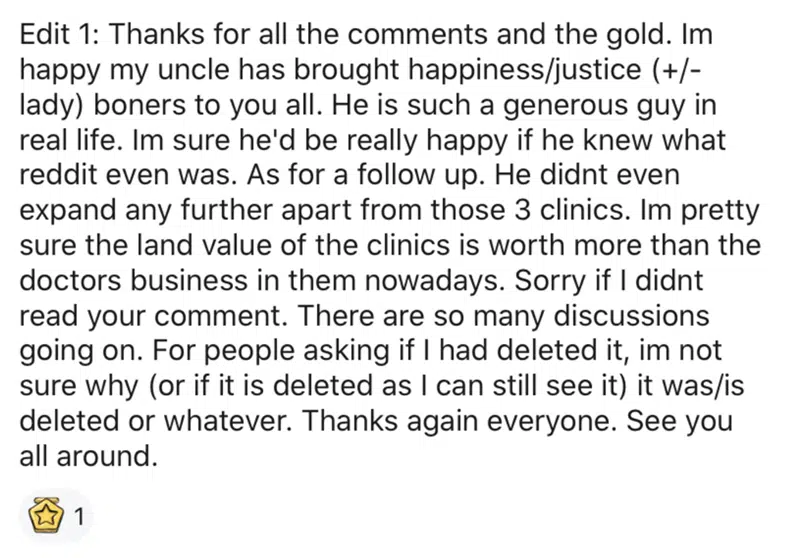 Edit 1: Thanks for all the comments and the gold. Im
happy my uncle has brought happiness/justice (+/-
lady) boners to you all. He is such a generous guy in
real life. Im sure he'd be really happy if he knew what
reddit even was. As for a follow up. He didnt even
expand any further apart from those 3 clinics. Im pretty
sure the land value of the clinics is worth more than the
doctors business in them nowadays. Sorry if I didnt
read your comment. There are so many discussions
going on. For people asking if I had deleted it, im not
sure why (or if it is deleted as I can still see it) it was/is
deleted or whatever. Thanks again everyone. See you
all around.
1